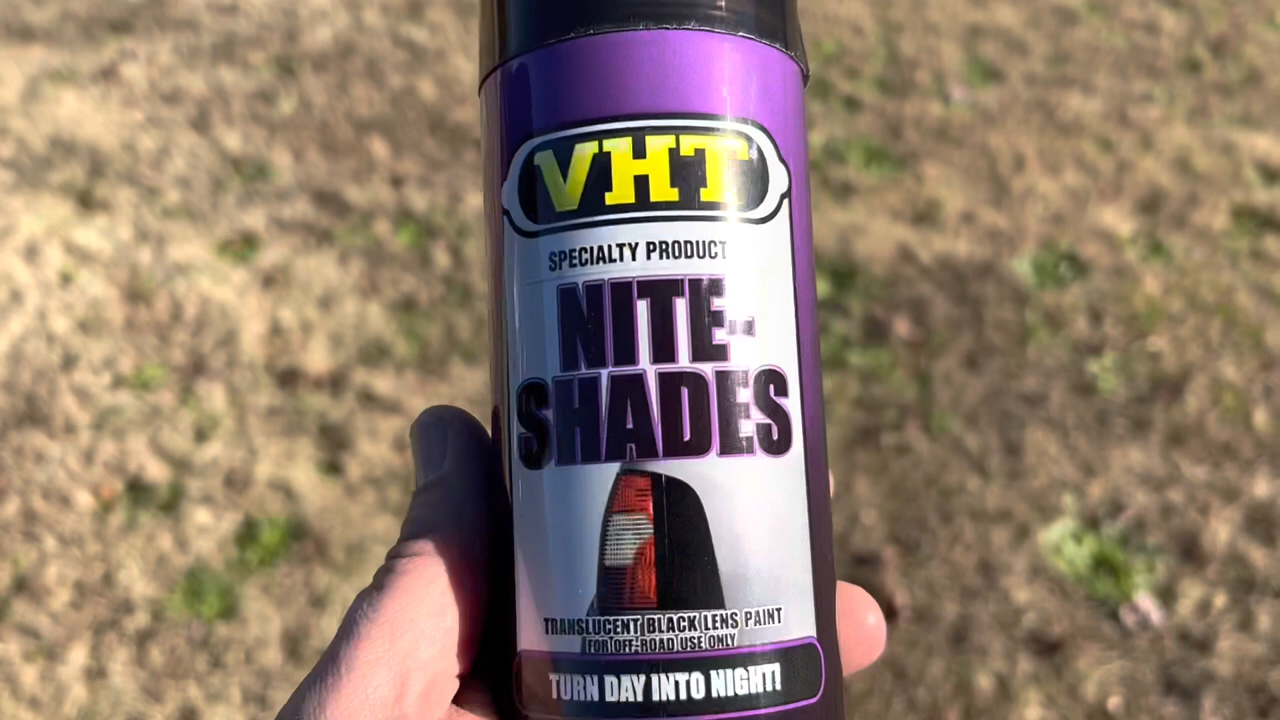 VHT
SPECIALTY PRODUCT
NITE-
SHADES
TRANSLUCENT BLACK LENS PAINT
FOR OFF-ROAD USE ONLY
TURN DAY INTO NIGHT!